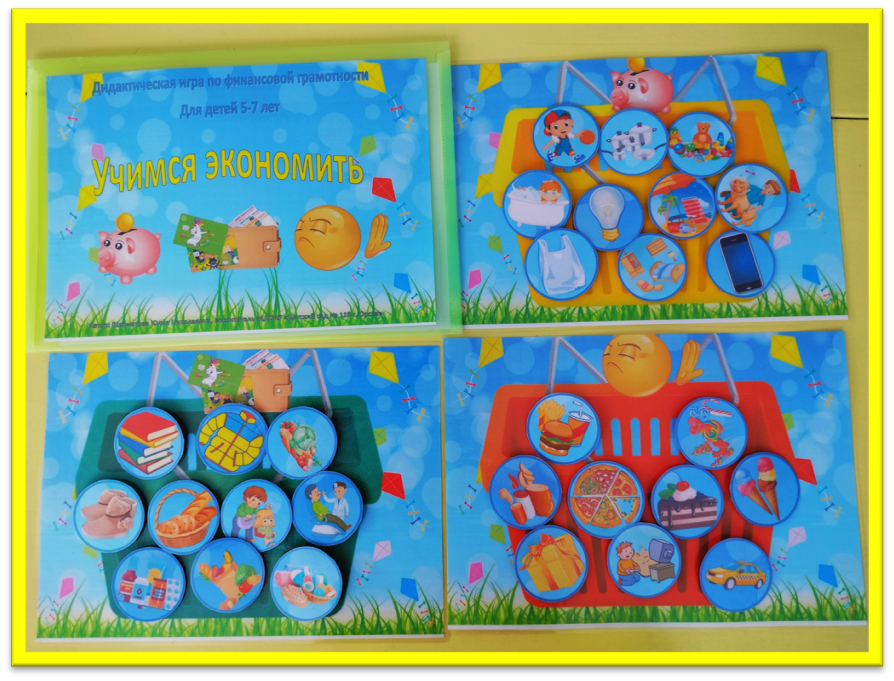 Дидактическая игра по финансовой грамотности
Для детей 5-7 лет
Учимся экономить